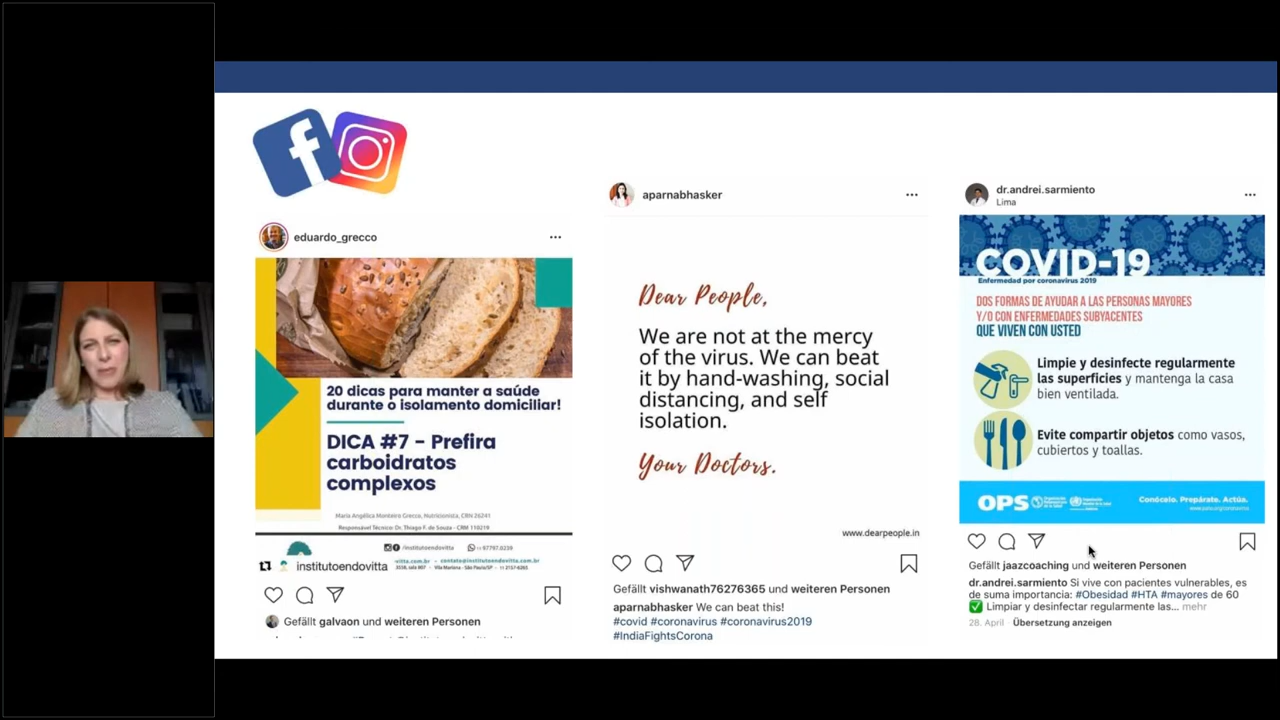 eduardo_grecco
20 dicas para manter a saúde
durante o isolamento domiciliar!
DICA #7 - Prefira
carboidratos
complexos
Maria Angélica Monteiro Grecco, Nutricionista, CRN 26241
Responsável Técnico: Dr. Thiago F. de Souza - CRM 110219
/institutoendovitta
institutoendovitta
Gefällt galvaon und weiteren Personen
aparnabhasker
Dear People,
We are not at the mercy
of the virus. We can beat
it by hand-washing, social
distancing, and self
isolation.
Your Doctors.
www.dearpeople.in
Gefällt vishwanath76276365 und weiteren Personen
aparnabhasker We can beat this!
#covid #coronavirus #coronavirus2019
#IndiaFightsCorona
dr.andrei.sarmiento
Lima
COVID-19
Enfermedad por coronavirus 2019
DOS FORMAS DE AYUDAR A LAS PERSONAS MAYORES
Y/O CON ENFERMEDADES SUBYACENTES
QUE VIVEN CON USTED
Limpie y desinfecte regularmente
las superficies y mantenga la casa
bien ventilada.
Evite compartir objetos como vasos,
cubiertos y toallas.
OPS
Conócelo. Prepárate. Actúa.
Gefällt jaazcoaching und weiteren Personen
dr.andrei.sarmiento Si vive con pacientes vulnerables, es
de suma importancia: #Obesidad #HTA #mayores de 60
✅ Limpiar y desinfectar regularmente las... mehr
28. April · Übersetzung anzeigen